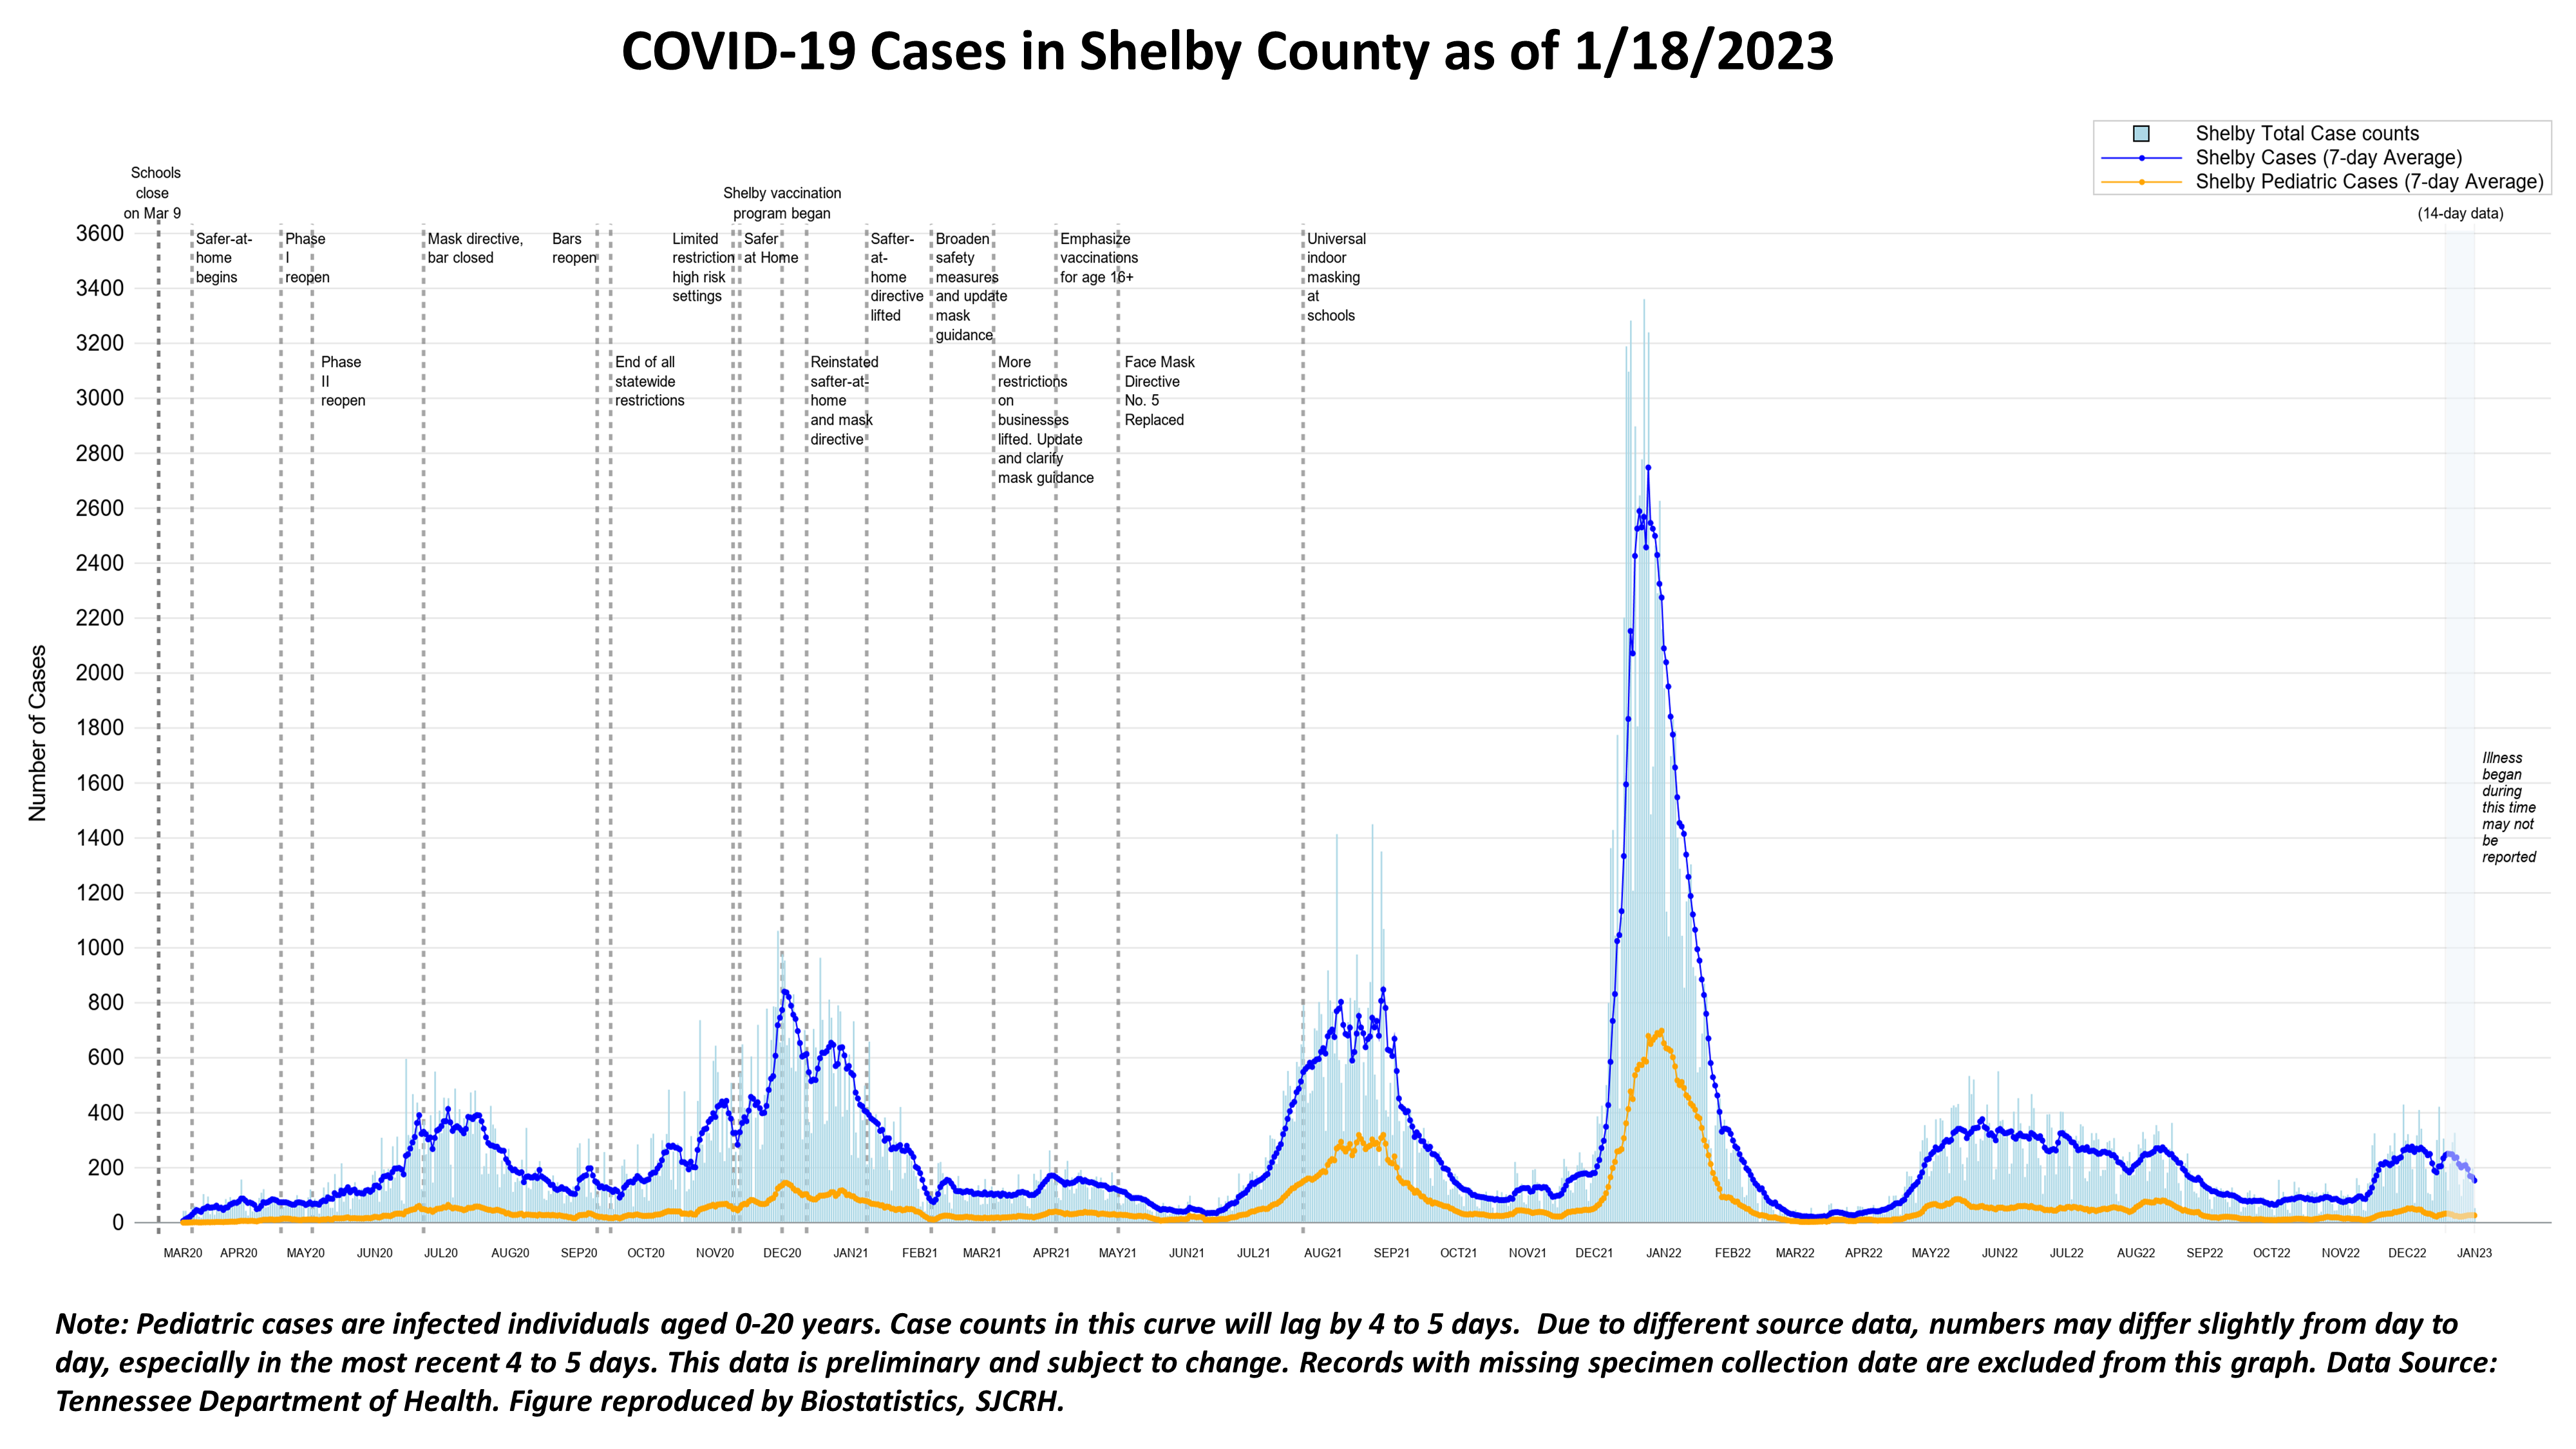 COVID-19 Cases in Shelby County as of 1/18/2023
Shelby Total Case counts
Shelby Cases (7-day Average)
Shelby Pediatric Cases (7-day Average)
Schools
close
on Mar 9
Shelby vaccination
program began
(14-day data)
Safer-at-
home
begins
Phase
I
reopen
Mask directive,
bar closed
Bars
reopen
Limited
restriction
high risk
settings
Safer
at Home
Safter-
at-
home
directive
lifted
Broaden
safety
measures
and update
mask
guidance
Emphasize
vaccinations
for age 16+
Universal
indoor
masking
at
schools
Phase
II
reopen
End of all
statewide
restrictions
Reinstated
safter-at-
home
and mask
directive
More
restrictions
on
businesses
lifted. Update
and clarify
mask guidance
Face Mask
Directive
No. 5
Replaced
Illness
began
during
this time
may not
be
reported
Number of Cases
3600
3400
3200
3000
2800
2600
2400
2200
2000
1800
1600
1400
1200
1000
800
600
400
200
0
MAR20 APR20 MAY20 JUN20 JUL20 AUG20 SEP20 OCT20 NOV20 DEC20 JAN21 FEB21 MAR21 APR21 MAY21 JUN21 JUL21 AUG21 SEP21 OCT21 NOV21 DEC21 JAN22 FEB22 MAR22 APR22 MAY22 JUN22 JUL22 AUG22 SEP22 OCT22 NOV22 DEC22 JAN23
Note: Pediatric cases are infected individuals aged 0-20 years. Case counts in this curve will lag by 4 to 5 days. Due to different source data, numbers may differ slightly from day to
day, especially in the most recent 4 to 5 days. This data is preliminary and subject to change. Records with missing specimen collection date are excluded from this graph. Data Source:
Tennessee Department of Health. Figure reproduced by Biostatistics, SJCRH.